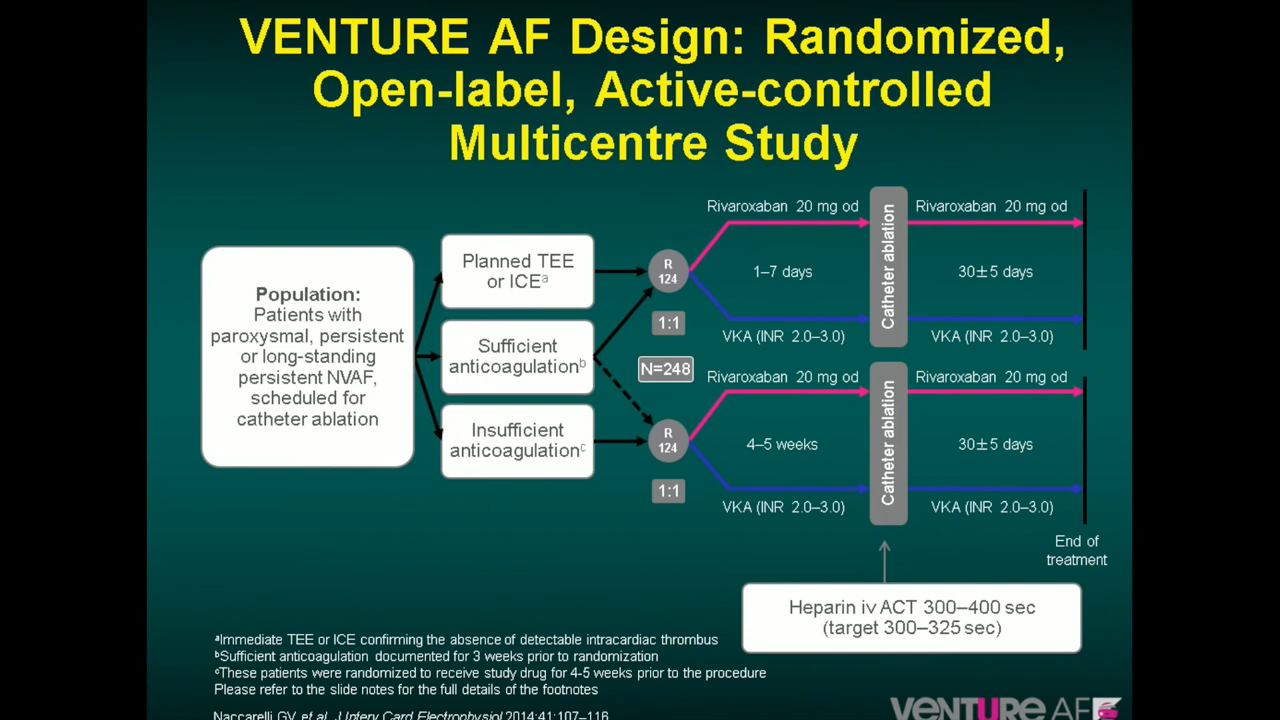 VENTURE AF Design: Randomized,
Open-label, Active-controlled
Multicentre Study
Population:
Patients with
paroxysmal, persistent
or long-standing
persistent NVAF,
scheduled for
catheter ablation
Planned TEE
or ICEa
Sufficient
anticoagulationb
Insufficient
anticoagulationc
R
124
1:1
N=248
R
124
1:1
Rivaroxaban 20 mg od
1–7 days
VKA (INR 2.0–3.0)
Catheter ablation
Rivaroxaban 20 mg od
30±5 days
VKA (INR 2.0–3.0)
Rivaroxaban 20 mg od
4–5 weeks
VKA (INR 2.0–3.0)
Catheter ablation
Rivaroxaban 20 mg od
30±5 days
VKA (INR 2.0–3.0)
End of
treatment
Heparin iv ACT 300–400 sec
(target 300–325 sec)
aImmediate TEE or ICE confirming the absence of detectable intracardiac thrombus
bSufficient anticoagulation documented for 3 weeks prior to randomization
cThese patients were randomized to receive study drug for 4-5 weeks prior to the procedure
Please refer to the slide notes for the full details of the footnotes
Naccarelli GV, et al. J Interv Card Electrophysiol 2014;41:107–116
VENTURE AF